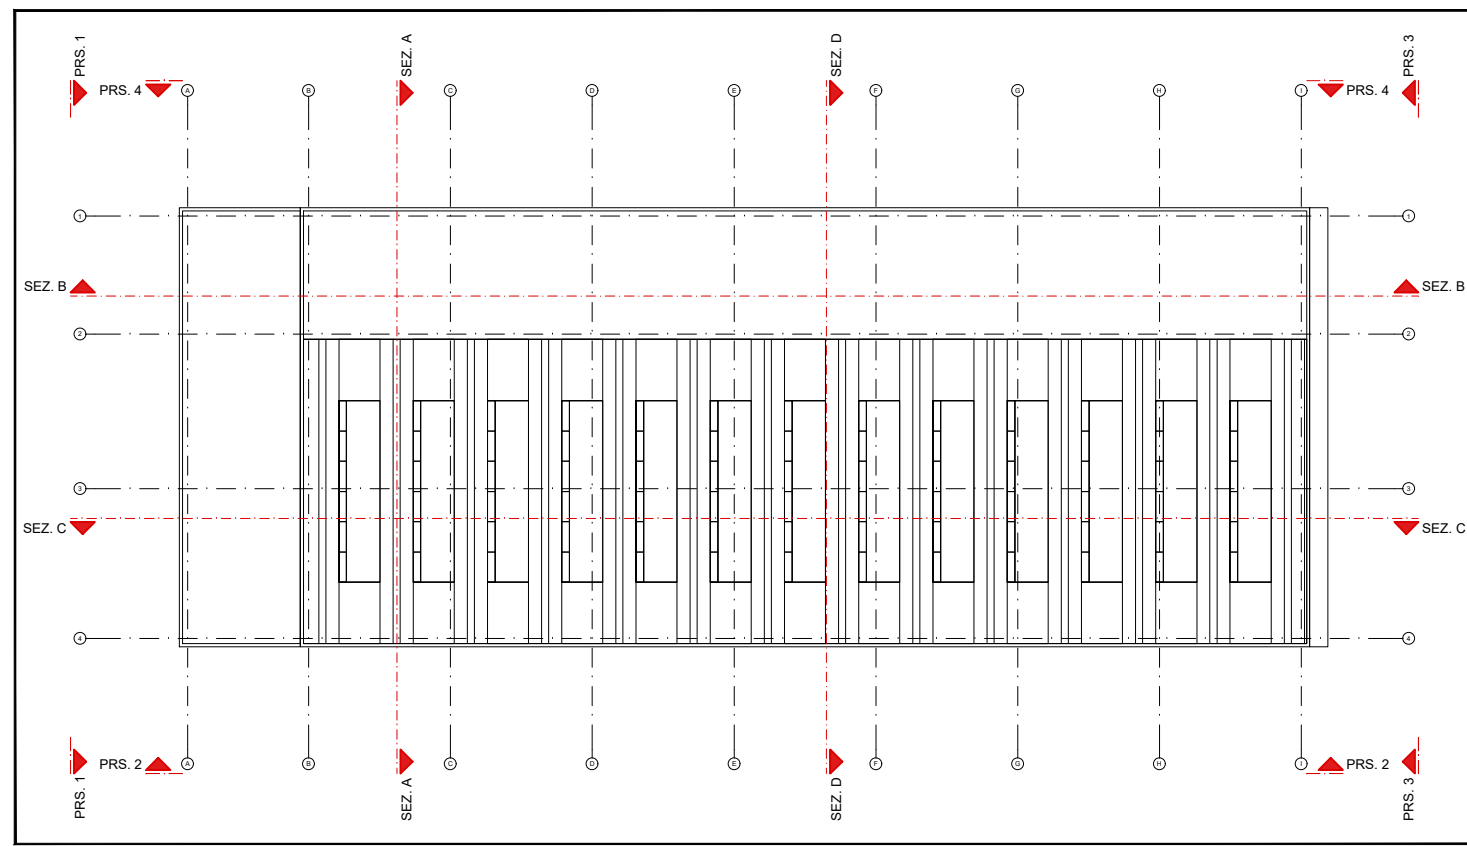 PRS. 1
SEZ. A
SEZ. D
PRS. 3
PRS. 4
A
B
C
D
E
F
G
H
I
PRS. 4
1
1
SEZ. B
SEZ. B
2
2
3
3
SEZ. C
SEZ. C
4
4
PRS. 2
A
B
C
D
E
F
G
H
I
PRS. 2
PRS. 1
SEZ. A
SEZ. D
PRS. 3